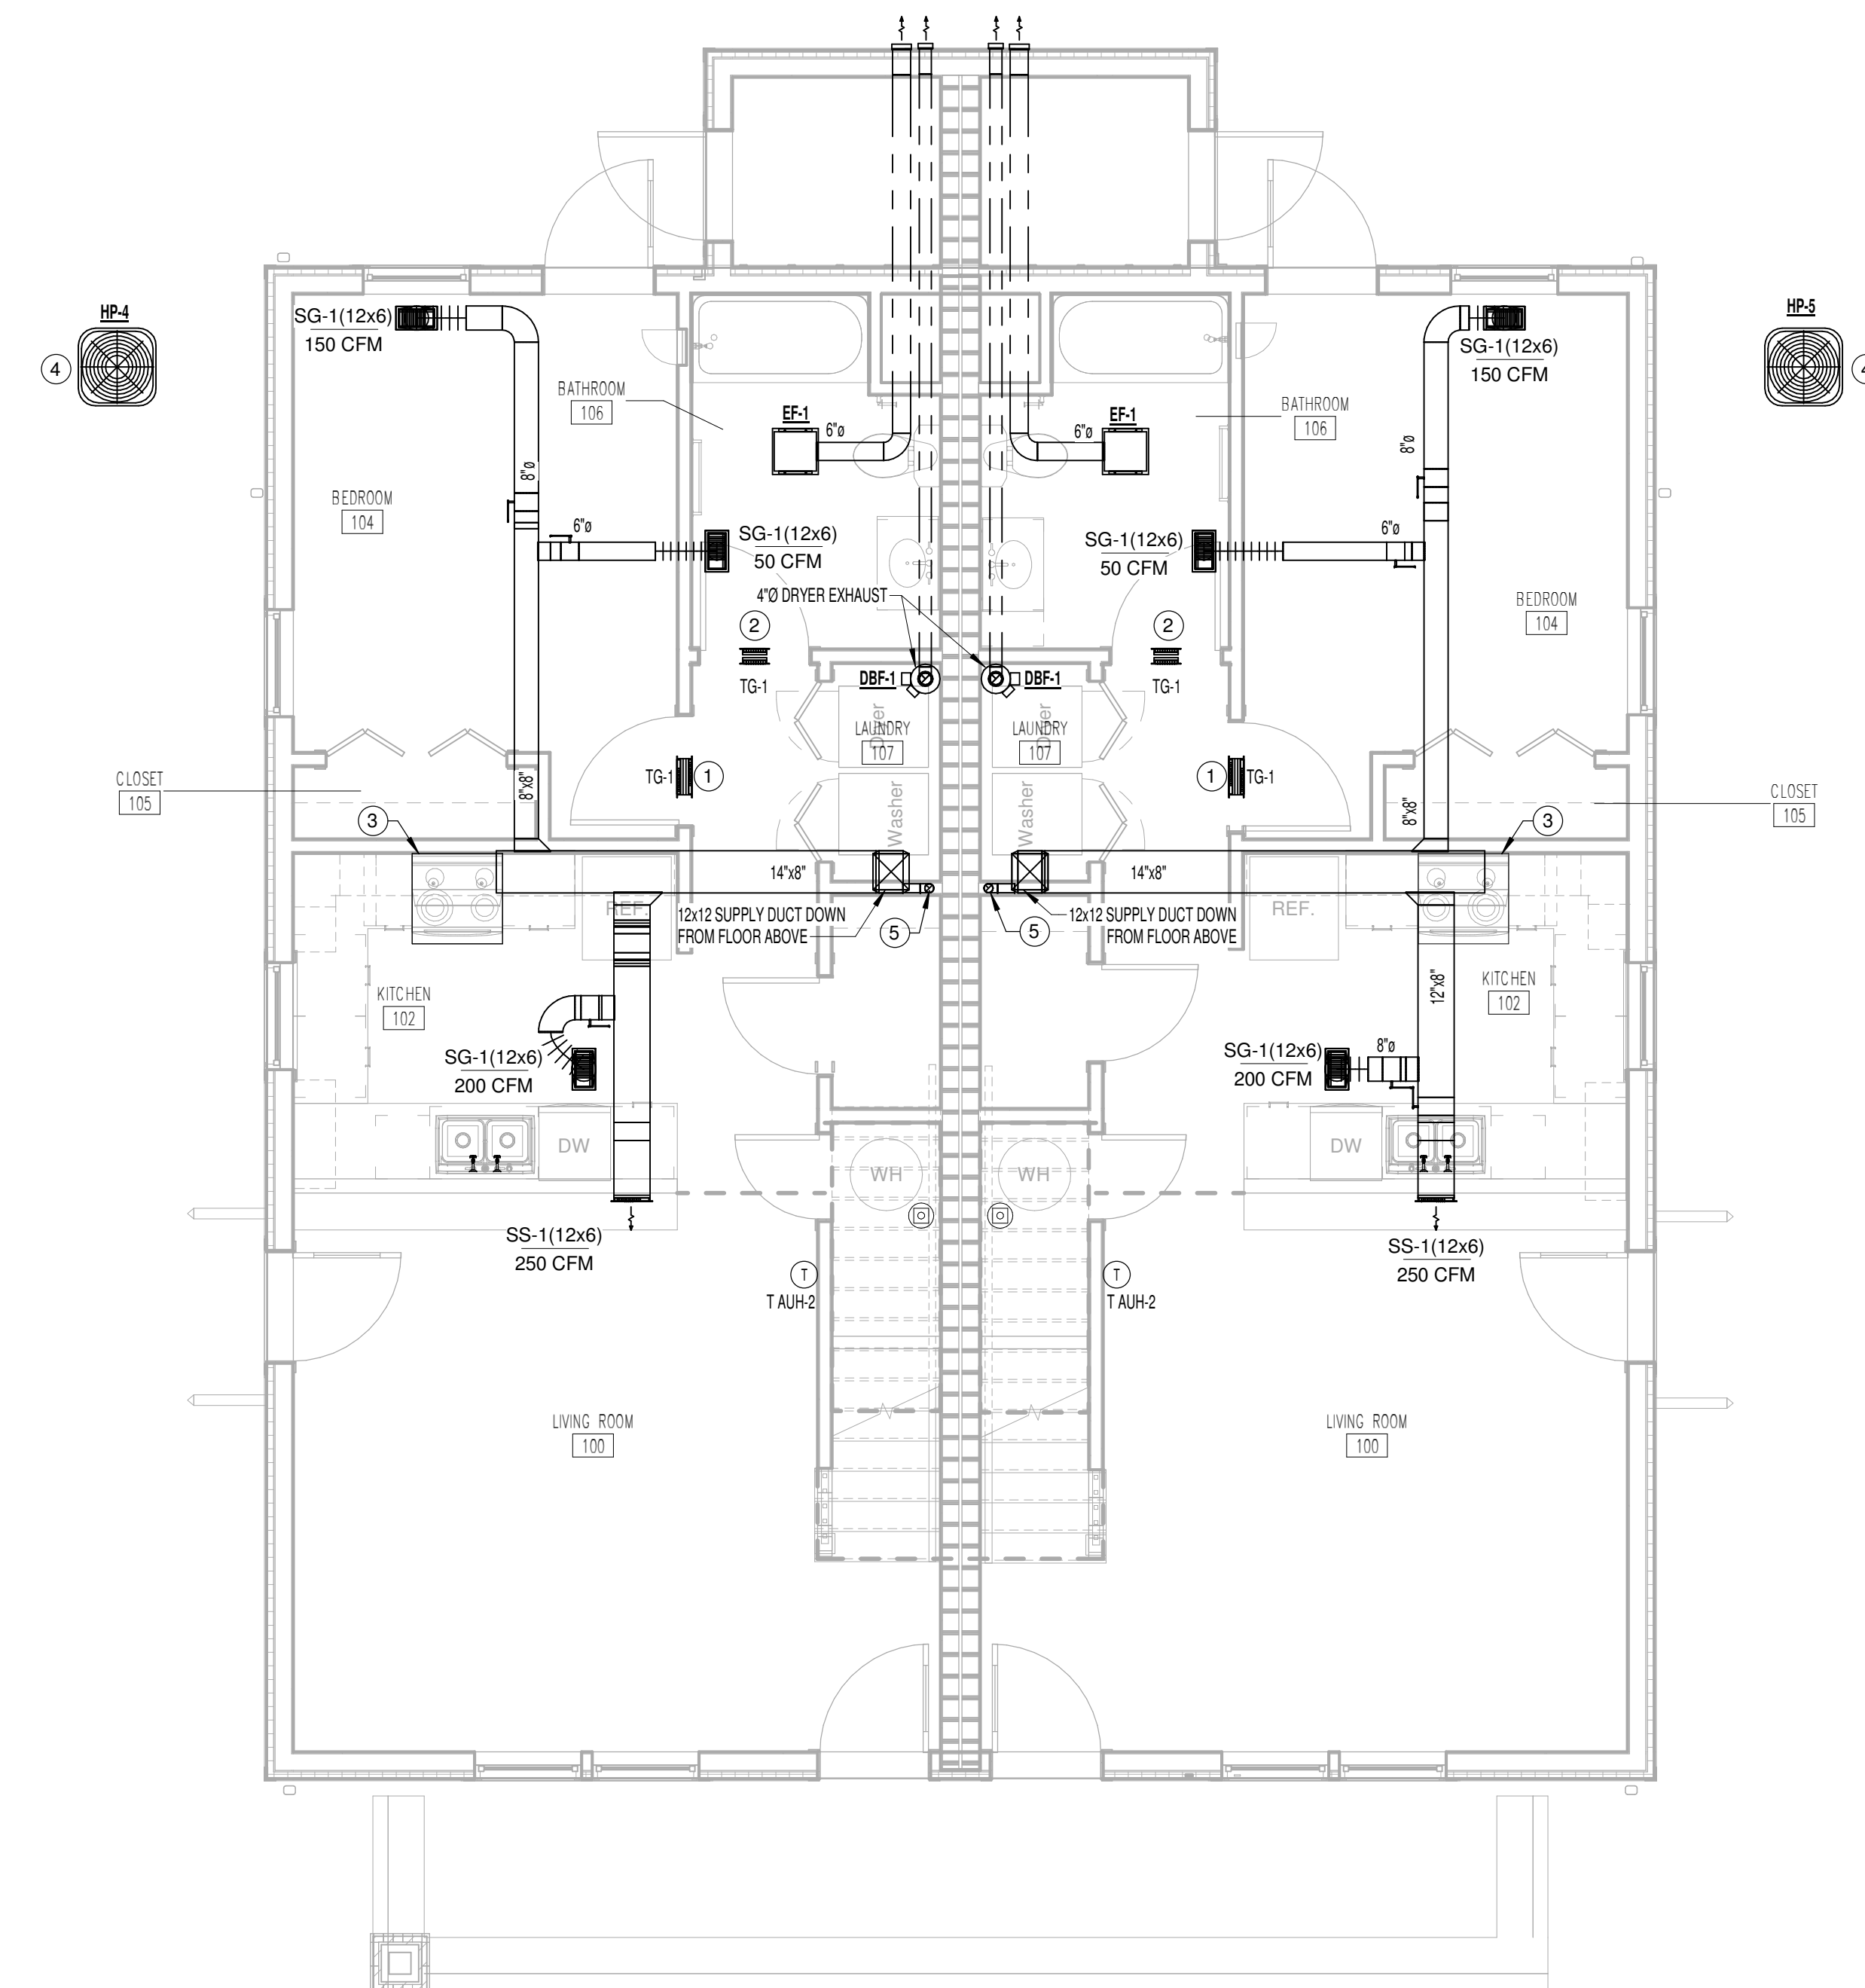 HP-4
4
HP-5
4
SG-1(12x6)
150 CFM
SG-1(12x6)
150 CFM
BATHROOM
106
BATHROOM
106
EF-1
6"ø
EF-1
6"ø
8"ø
8"ø
BEDROOM
104
6"ø
SG-1(12x6)
50 CFM
SG-1(12x6)
50 CFM
6"ø
4"Ø DRYER EXHAUST
BEDROOM
104
2
TG-1
2
TG-1
DBF-1
DBF-1
Dryer
LAUNDRY
107
Dryer
LAUNDRY
107
TG-1
1
1
TG-1
CLOSET
105
8"x8"
Washer
Washer
8"x8"
CLOSET
105
3
3
14"x8"
14"x8"
REF.
12x12 SUPPLY DUCT DOWN
FROM FLOOR ABOVE
5
5
12x12 SUPPLY DUCT DOWN
FROM FLOOR ABOVE
REF.
KITCHEN
102
12"x8"
KITCHEN
102
SG-1(12x6)
200 CFM
SG-1(12x6)
200 CFM
8"ø
DW
DW
WH
WH
SS-1(12x6)
250 CFM
SS-1(12x6)
250 CFM
T
T AUH-2
T
T AUH-2
LIVING ROOM
100
LIVING ROOM
100